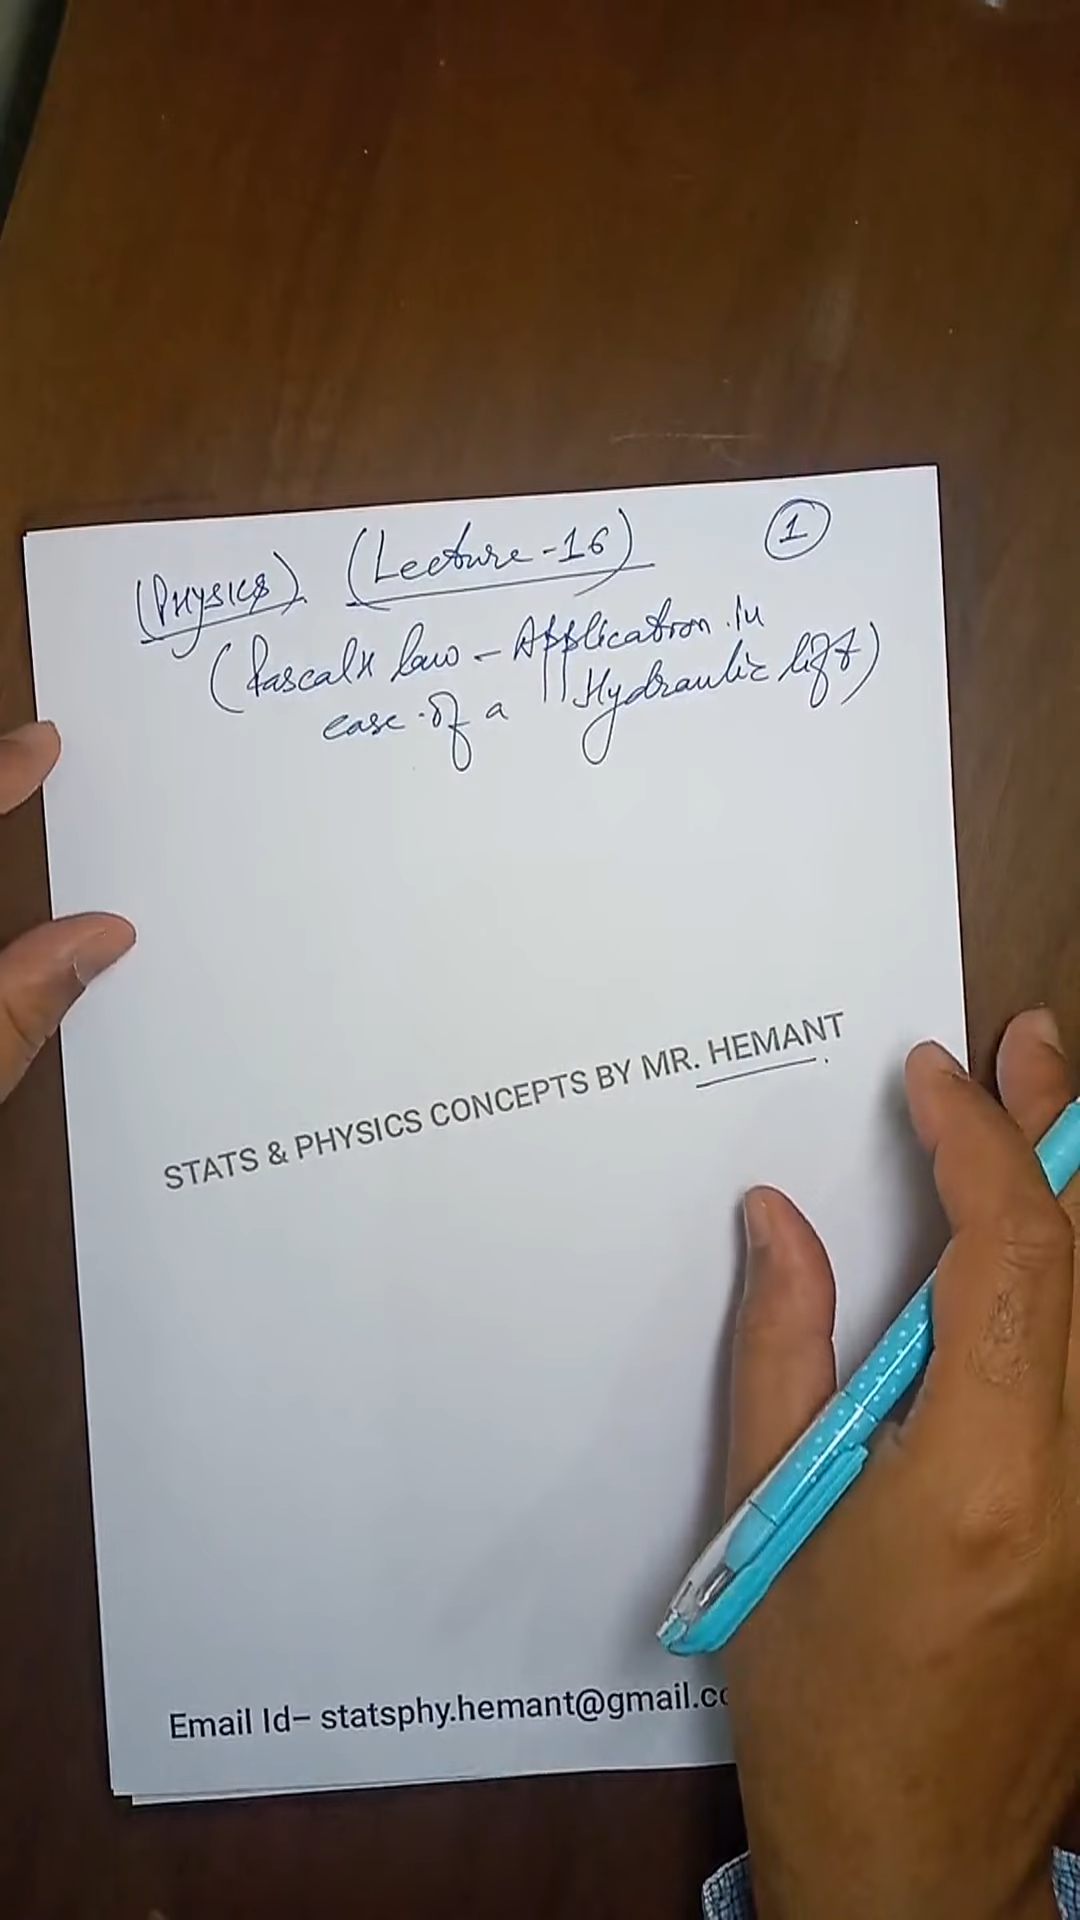 (Physics) (Lecture-16) 1
(Pascal's law - Application in
case of a Hydraulic lift)
STATS & PHYSICS CONCEPTS BY MR. HEMANT
Email Id– statsphy.hemant@gmail.co